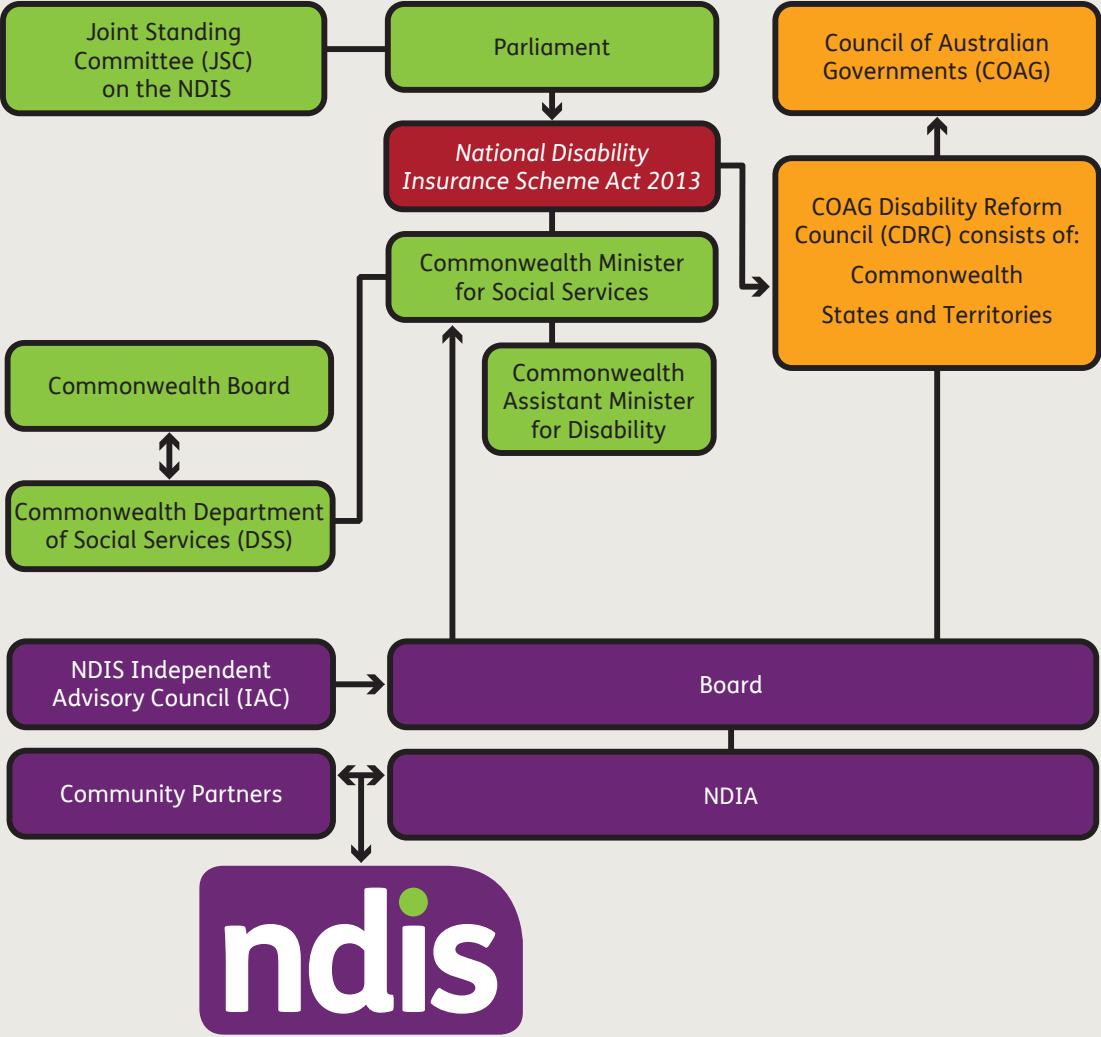 Joint Standing
Committee (JSC)
on the NDIS
Parliament
Council of Australian
Governments (COAG)
National Disability
Insurance Scheme Act 2013
COAG Disability Reform
Council (CDRC) consists of:
Commonwealth
States and Territories
Commonwealth Minister
for Social Services
Commonwealth Board
Commonwealth
Assistant Minister
for Disability
Commonwealth Department
of Social Services (DSS)
NDIS Independent
Advisory Council (IAC)
Board
Community Partners
NDIA
ndis